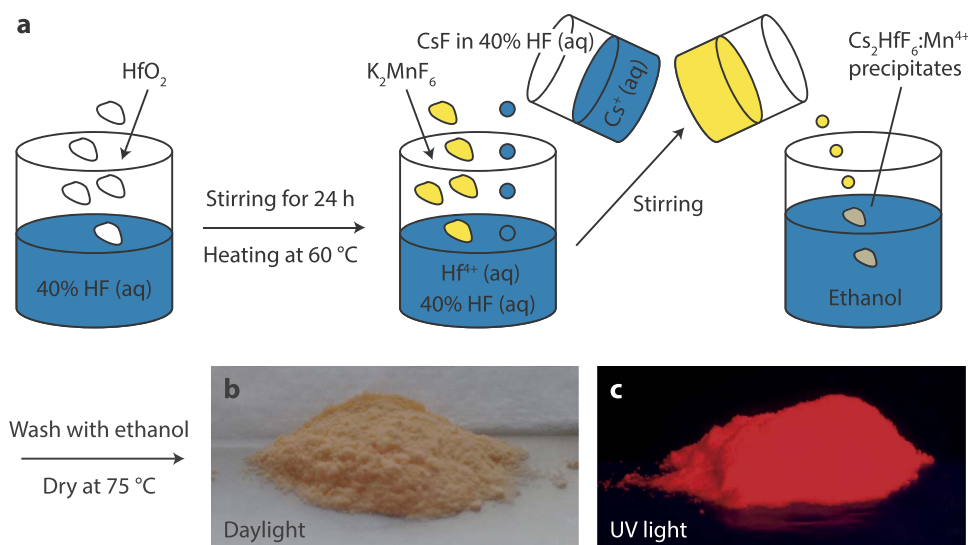 a
HfO₂
K₂MnF₆
CsF in 40% HF (aq)
Cs⁺ (aq)
Cs₂HfF₆:Mn⁴⁺
precipitates
Stirring for 24 h
Heating at 60 °C
Stirring
40% HF (aq)
Hf⁴⁺ (aq)
40% HF (aq)
Ethanol
Wash with ethanol
Dry at 75 °C
b
Daylight
c
UV light